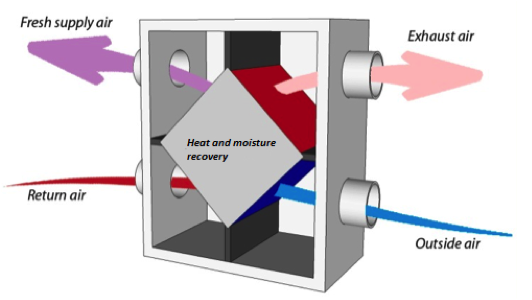 Fresh supply air
Exhaust air
Heat and moisture
recovery
Return air
Outside air